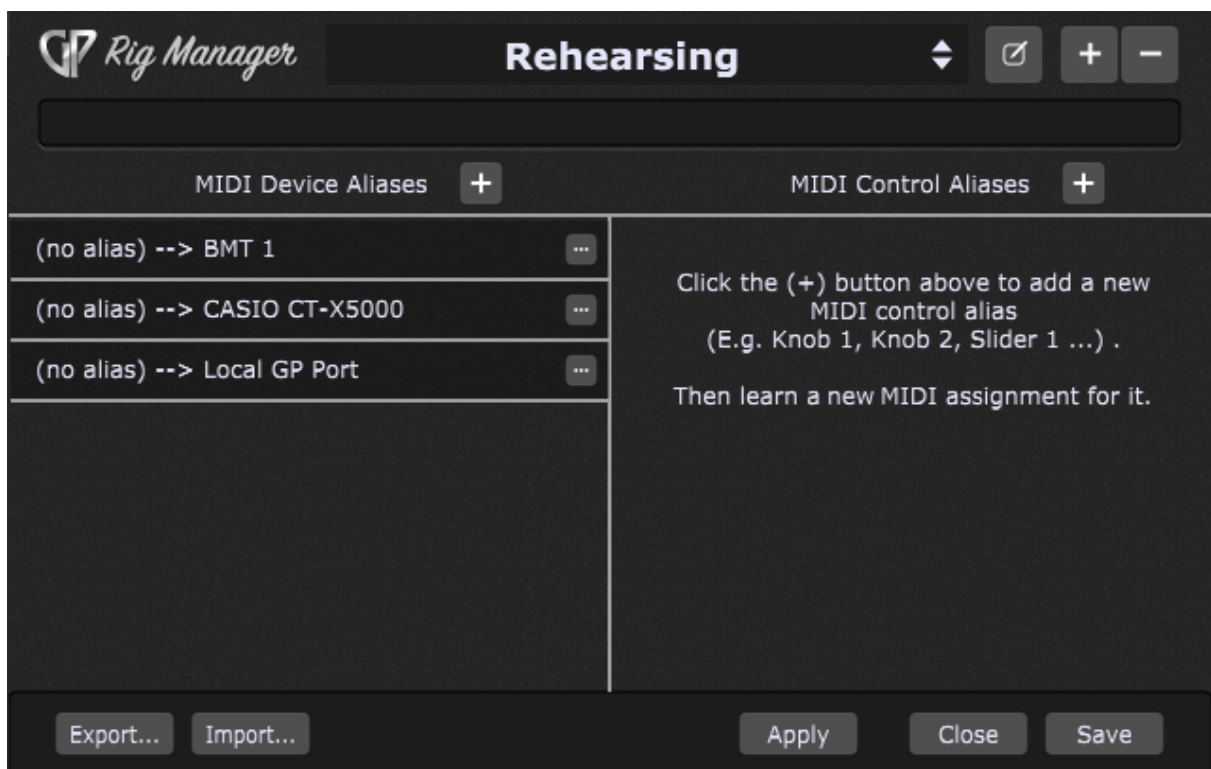 GP Rig Manager
Rehearsing
+ −
MIDI Device Aliases +
MIDI Control Aliases +
(no alias) --> BMT 1 ...
(no alias) --> CASIO CT-X5000 ...
(no alias) --> Local GP Port ...
Click the (+) button above to add a new
MIDI control alias
(E.g. Knob 1, Knob 2, Slider 1 ...) .
Then learn a new MIDI assignment for it.
Export... Import... Apply Close Save